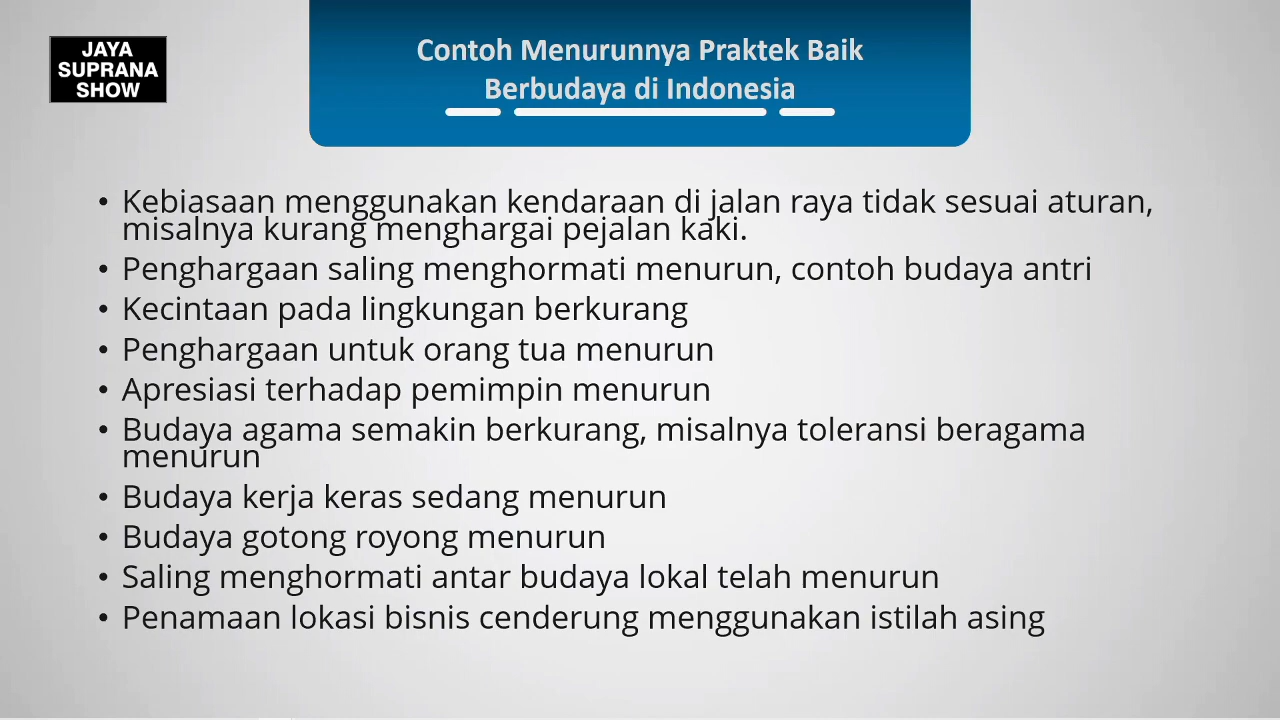 JAYA
SUPRANA
SHOW
Contoh Menurunnya Praktek Baik
Berbudaya di Indonesia
• Kebiasaan menggunakan kendaraan di jalan raya tidak sesuai aturan,
misalnya kurang menghargai pejalan kaki.
• Penghargaan saling menghormati menurun, contoh budaya antri
• Kecintaan pada lingkungan berkurang
• Penghargaan untuk orang tua menurun
• Apresiasi terhadap pemimpin menurun
• Budaya agama semakin berkurang, misalnya toleransi beragama
menurun
• Budaya kerja keras sedang menurun
• Budaya gotong royong menurun
• Saling menghormati antar budaya lokal telah menurun
• Penamaan lokasi bisnis cenderung menggunakan istilah asing